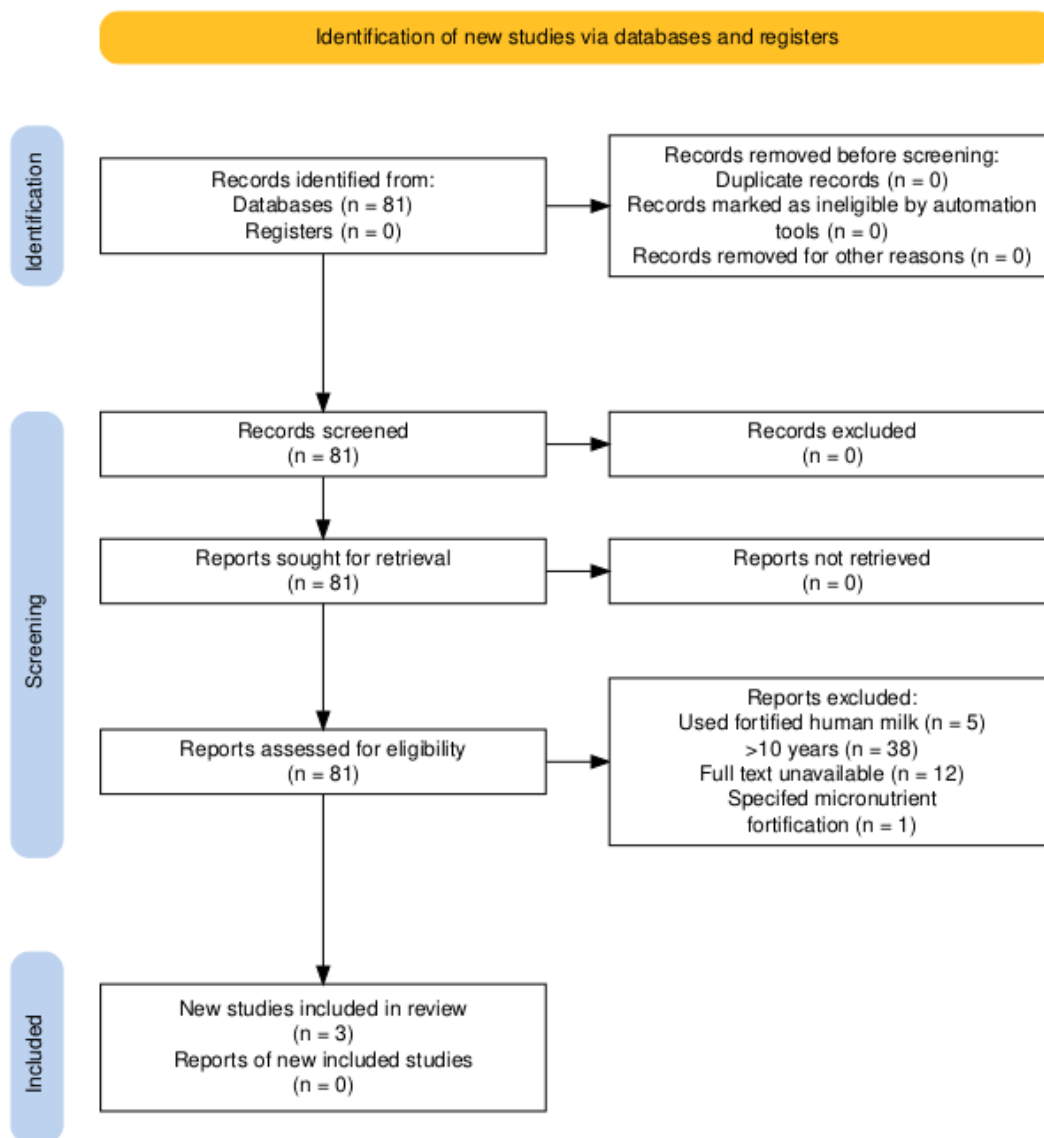 Identification of new studies via databases and registers
Identification
Records identified from:
Databases (n = 81)
Registers (n = 0)
Records removed before screening:
Duplicate records (n = 0)
Records marked as ineligible by automation
tools (n = 0)
Records removed for other reasons (n = 0)
Screening
Records screened
(n = 81)
Records excluded
(n = 0)
Reports sought for retrieval
(n = 81)
Reports not retrieved
(n = 0)
Reports assessed for eligibility
(n = 81)
Reports excluded:
Used fortified human milk (n = 5)
>10 years (n = 38)
Full text unavailable (n = 12)
Specifed micronutrient
fortification (n = 1)
Included
New studies included in review
(n = 3)
Reports of new included studies
(n = 0)